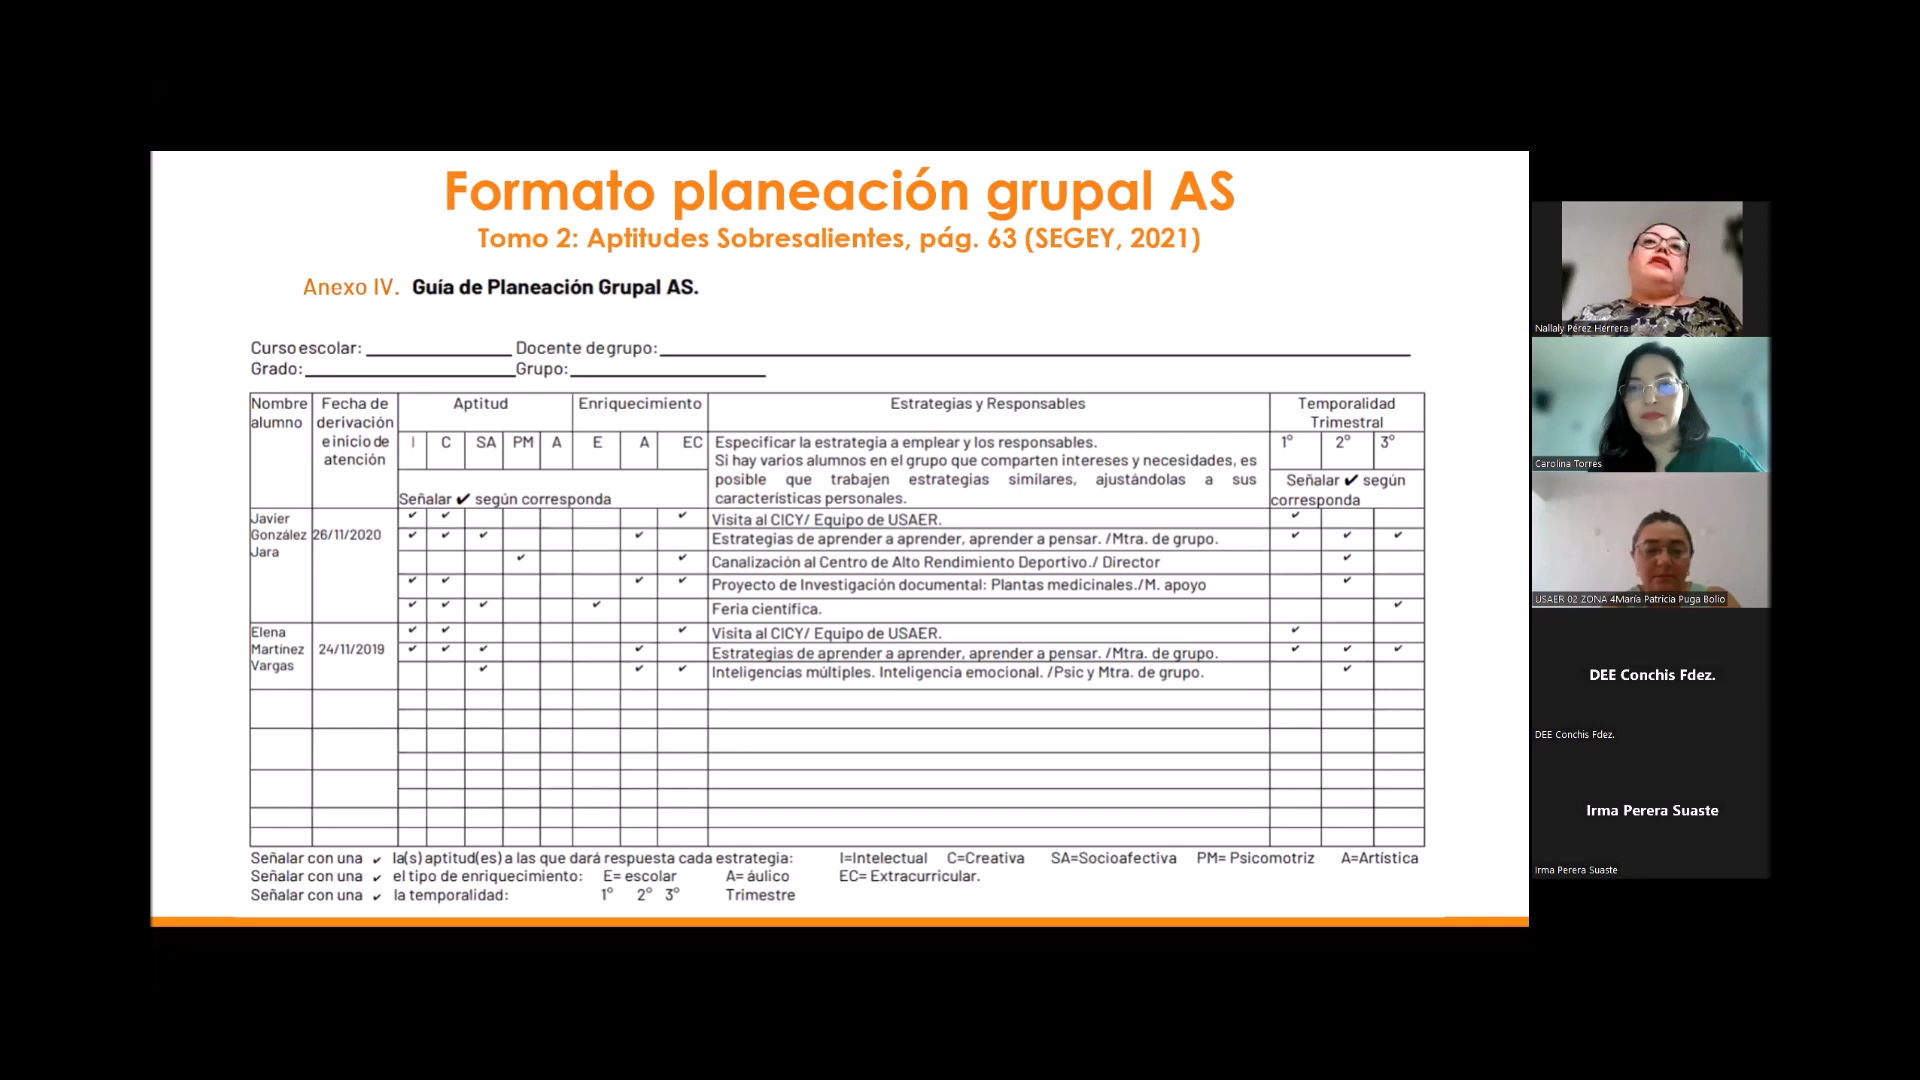 Formato planeación grupal AS
Tomo 2: Aptitudes Sobresalientes, pág. 63 (SEGEY, 2021)
Anexo IV. Guía de Planeación Grupal AS.
Curso escolar: ____ Docente de grupo: ____
Grado: ____ Grupo: ____
Nombre alumno
Fecha de derivación e inicio de atención
Aptitud
Enriquecimiento
Estrategias y Responsables
Temporalidad Trimestral
I C SA PM A E A EC
Especificar la estrategia a emplear y los responsables.
Si hay varios alumnos en el grupo que comparten intereses y necesidades, es
posible que trabajen estrategias similares, ajustándolas a sus
características personales.
1° 2° 3°
Señalar ✔ según corresponda
Señalar ✔ según
corresponda
Javier
González
Jara
26/11/2020
✔ ✔ ✔ Visita al CICY/ Equipo de USAER. ✔
✔ ✔ ✔ ✔ Estrategias de aprender a aprender, aprender a pensar. /Mtra. de grupo. ✔ ✔ ✔
✔ ✔ Canalización al Centro de Alto Rendimiento Deportivo./ Director ✔
✔ ✔ ✔ ✔ Proyecto de Investigación documental: Plantas medicinales./M. apoyo ✔
✔ ✔ ✔ ✔ Feria científica. ✔
Elena
Martínez
Vargas
24/11/2019
✔ ✔ ✔ Visita al CICY/ Equipo de USAER. ✔
✔ ✔ ✔ ✔ Estrategias de aprender a aprender, aprender a pensar. /Mtra. de grupo. ✔ ✔ ✔
✔ ✔ ✔ Inteligencias múltiples. Inteligencia emocional. /Psic y Mtra. de grupo. ✔
Señalar con una ✔ la(s) aptitud(es) a las que dará respuesta cada estrategia: I=Intelectual C=Creativa SA=Socioafectiva PM= Psicomotriz A=Artística
Señalar con una ✔ el tipo de enriquecimiento: E= escolar A= áulico EC= Extracurricular.
Señalar con una ✔ la temporalidad: 1° 2° 3° Trimestre
Nallaly Pérez Herrera
Carolina Torres
USAER 02 ZONA 4María Patricia Puga Bolio
DEE Conchis Fdez.
DEE Conchis Fdez.
Irma Perera Suaste
Irma Perera Suaste